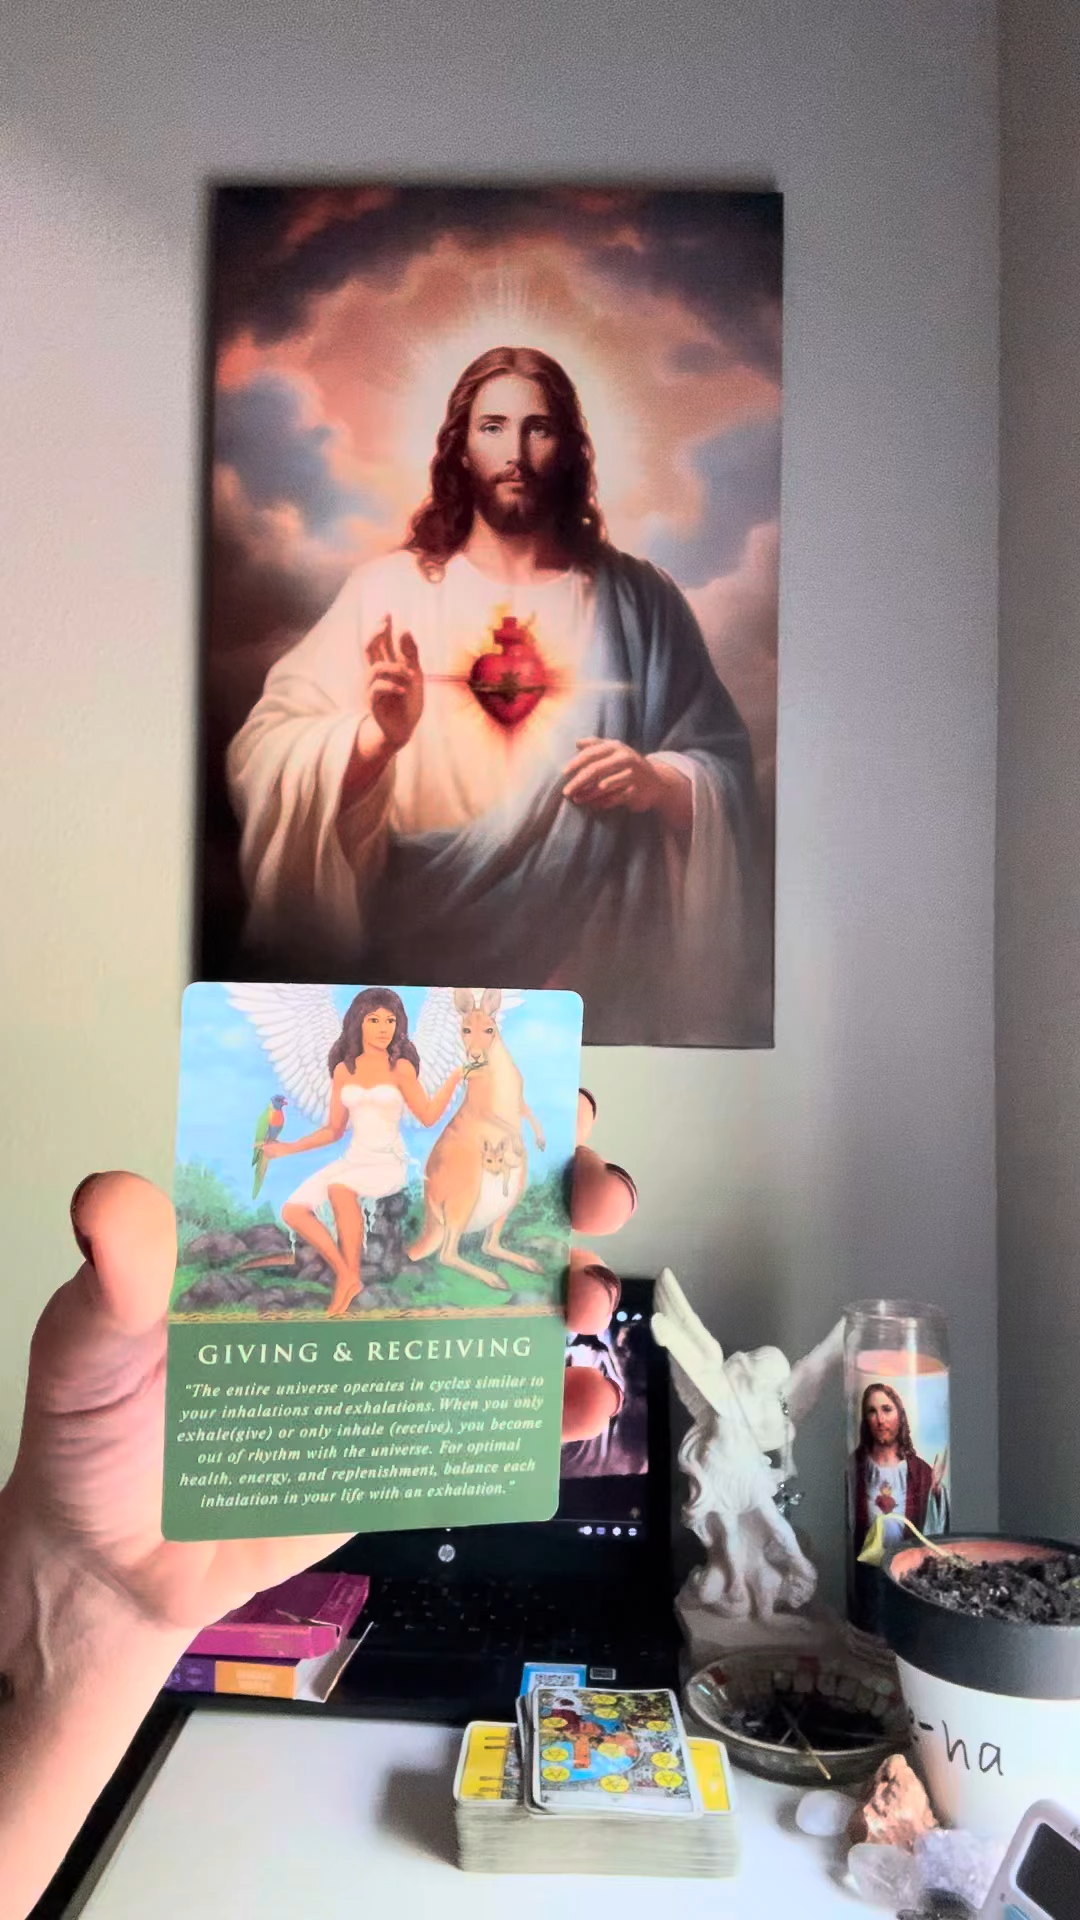 GIVING & RECEIVING
"The entire universe operates in cycles similar to
your inhalations and exhalations. When you only
exhale(give) or only inhale (receive), you become
out of rhythm with the universe. For optimal
health, energy, and replenishment, balance each
inhalation in your life with an exhalation."
hp
-ha